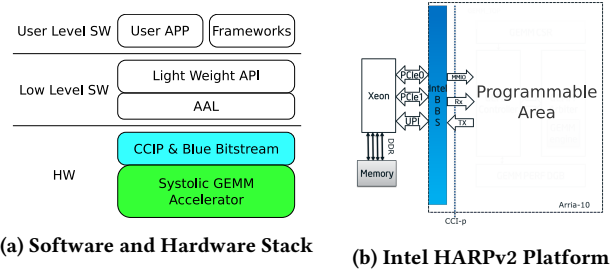 User Level SW
User APP
Frameworks
Low Level SW
Light Weight API
AAL
HW
CCIP & Blue Bitstream
Systolic GEMM
Accelerator
(a) Software and Hardware Stack
Xeon
PCIe0
PCIe1
UPI
DDR
Memory
Intel
B
B
S
MMIO
Rx
TX
Programmable
Area
Arria-10
CCI-p
(b) Intel HARPv2 Platform